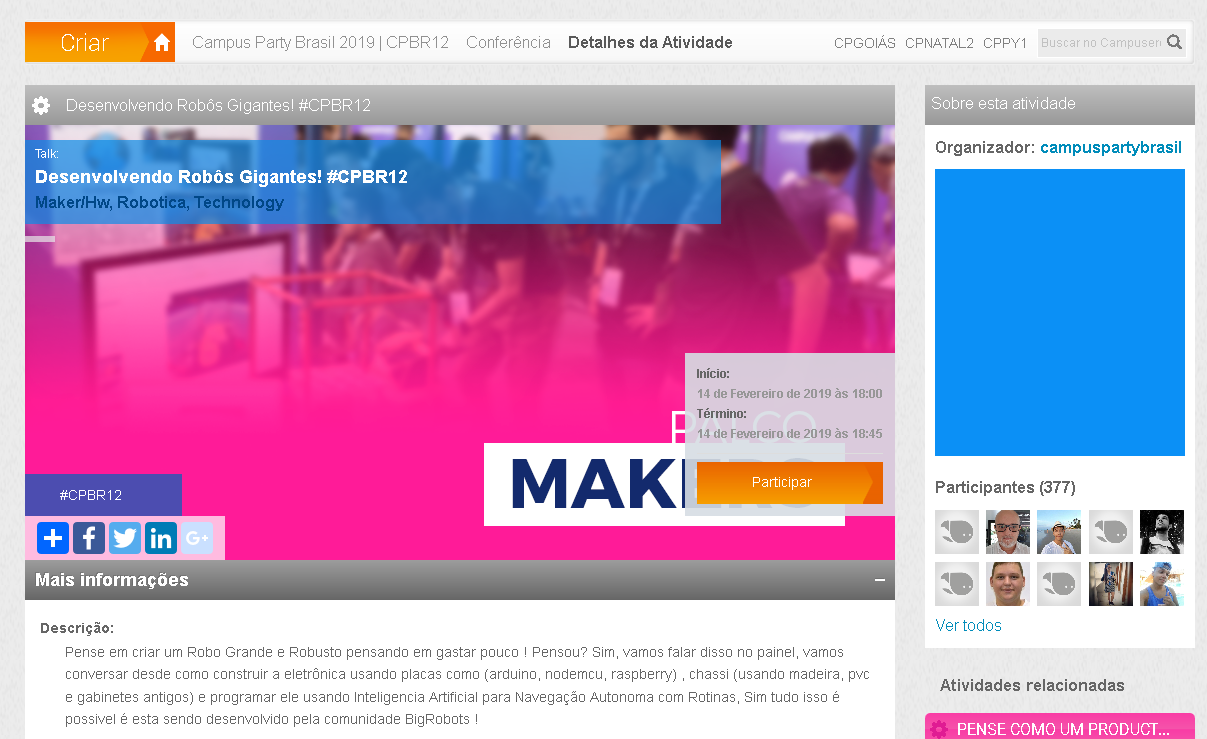 Criar
Campus Party Brasil 2019 | CPBR12 Conferência Detalhes da Atividade
CPGOIÁS CPNATAL2 CPPY1
Buscar no Campuser
Desenvolvendo Robôs Gigantes! #CPBR12
Talk:
Desenvolvendo Robôs Gigantes! #CPBR12
Maker/Hw, Robotica, Technology
Início:
14 de Fevereiro de 2019 às 18:00
Término:
14 de Fevereiro de 2019 às 18:45
PALCO
MAKERS
Participar
#CPBR12
Mais informações
Descrição:
Pense em criar um Robo Grande e Robusto pensando em gastar pouco ! Pensou? Sim, vamos falar disso no painel, vamos
conversar desde como construir a eletrônica usando placas como (arduino, nodemcu, raspberry) , chassi (usando madeira, pvc
e gabinetes antigos) e programar ele usando Inteligencia Artificial para Navegação Autonoma com Rotinas, Sim tudo isso é
possivel é esta sendo desenvolvido pela comunidade BigRobots !
Sobre esta atividade
Organizador: campuspartybrasil
Participantes (377)
Ver todos
Atividades relacionadas
PENSE COMO UM PRODUCT...